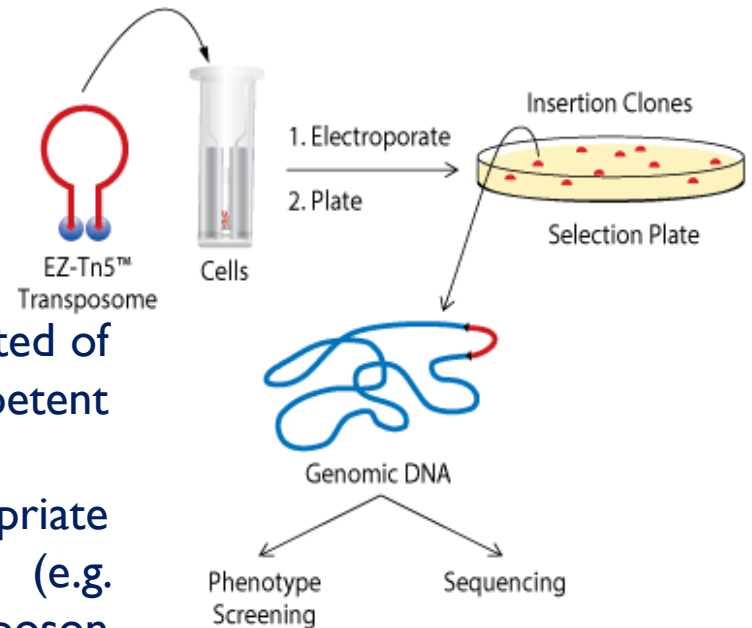 Insertion Clones
1. Electroporate
2. Plate
Selection Plate
EZ-Tn5™
Transposome
Cells
ted of
petent
Genomic DNA
priate
(e.g.
Phenotype
Screening
Sequencing